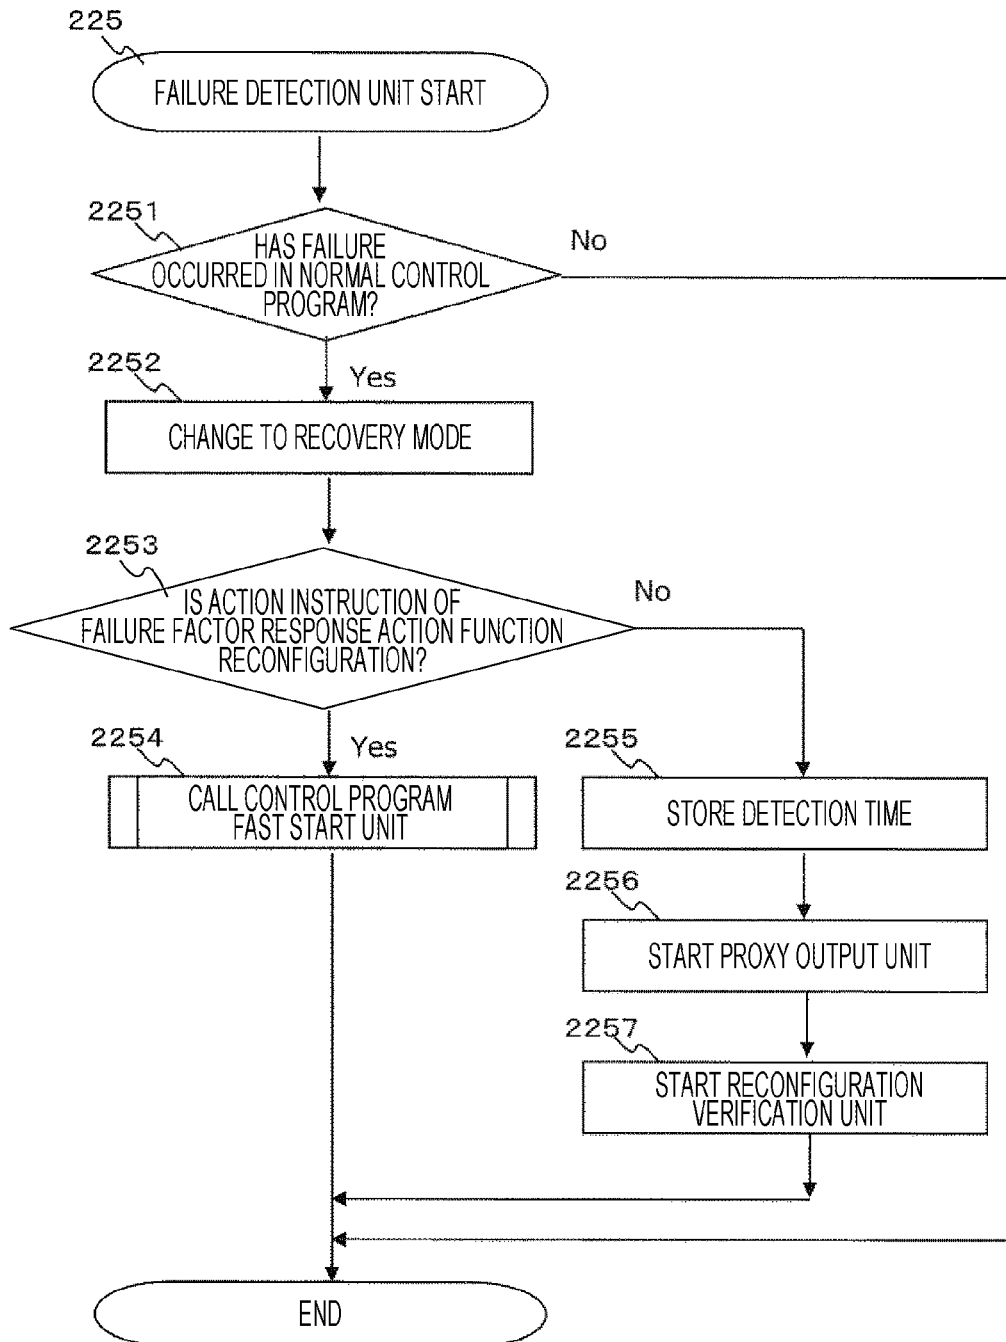 225
FAILURE DETECTION UNIT START
2251
HAS FAILURE
OCCURRED IN NORMAL CONTROL
PROGRAM?
No
Yes
2252
CHANGE TO RECOVERY MODE
2253
IS ACTION INSTRUCTION OF
FAILURE FACTOR RESPONSE ACTION FUNCTION
RECONFIGURATION?
No
Yes
2254
CALL CONTROL PROGRAM
FAST START UNIT
2255
STORE DETECTION TIME
2256
START PROXY OUTPUT UNIT
2257
START RECONFIGURATION
VERIFICATION UNIT
END